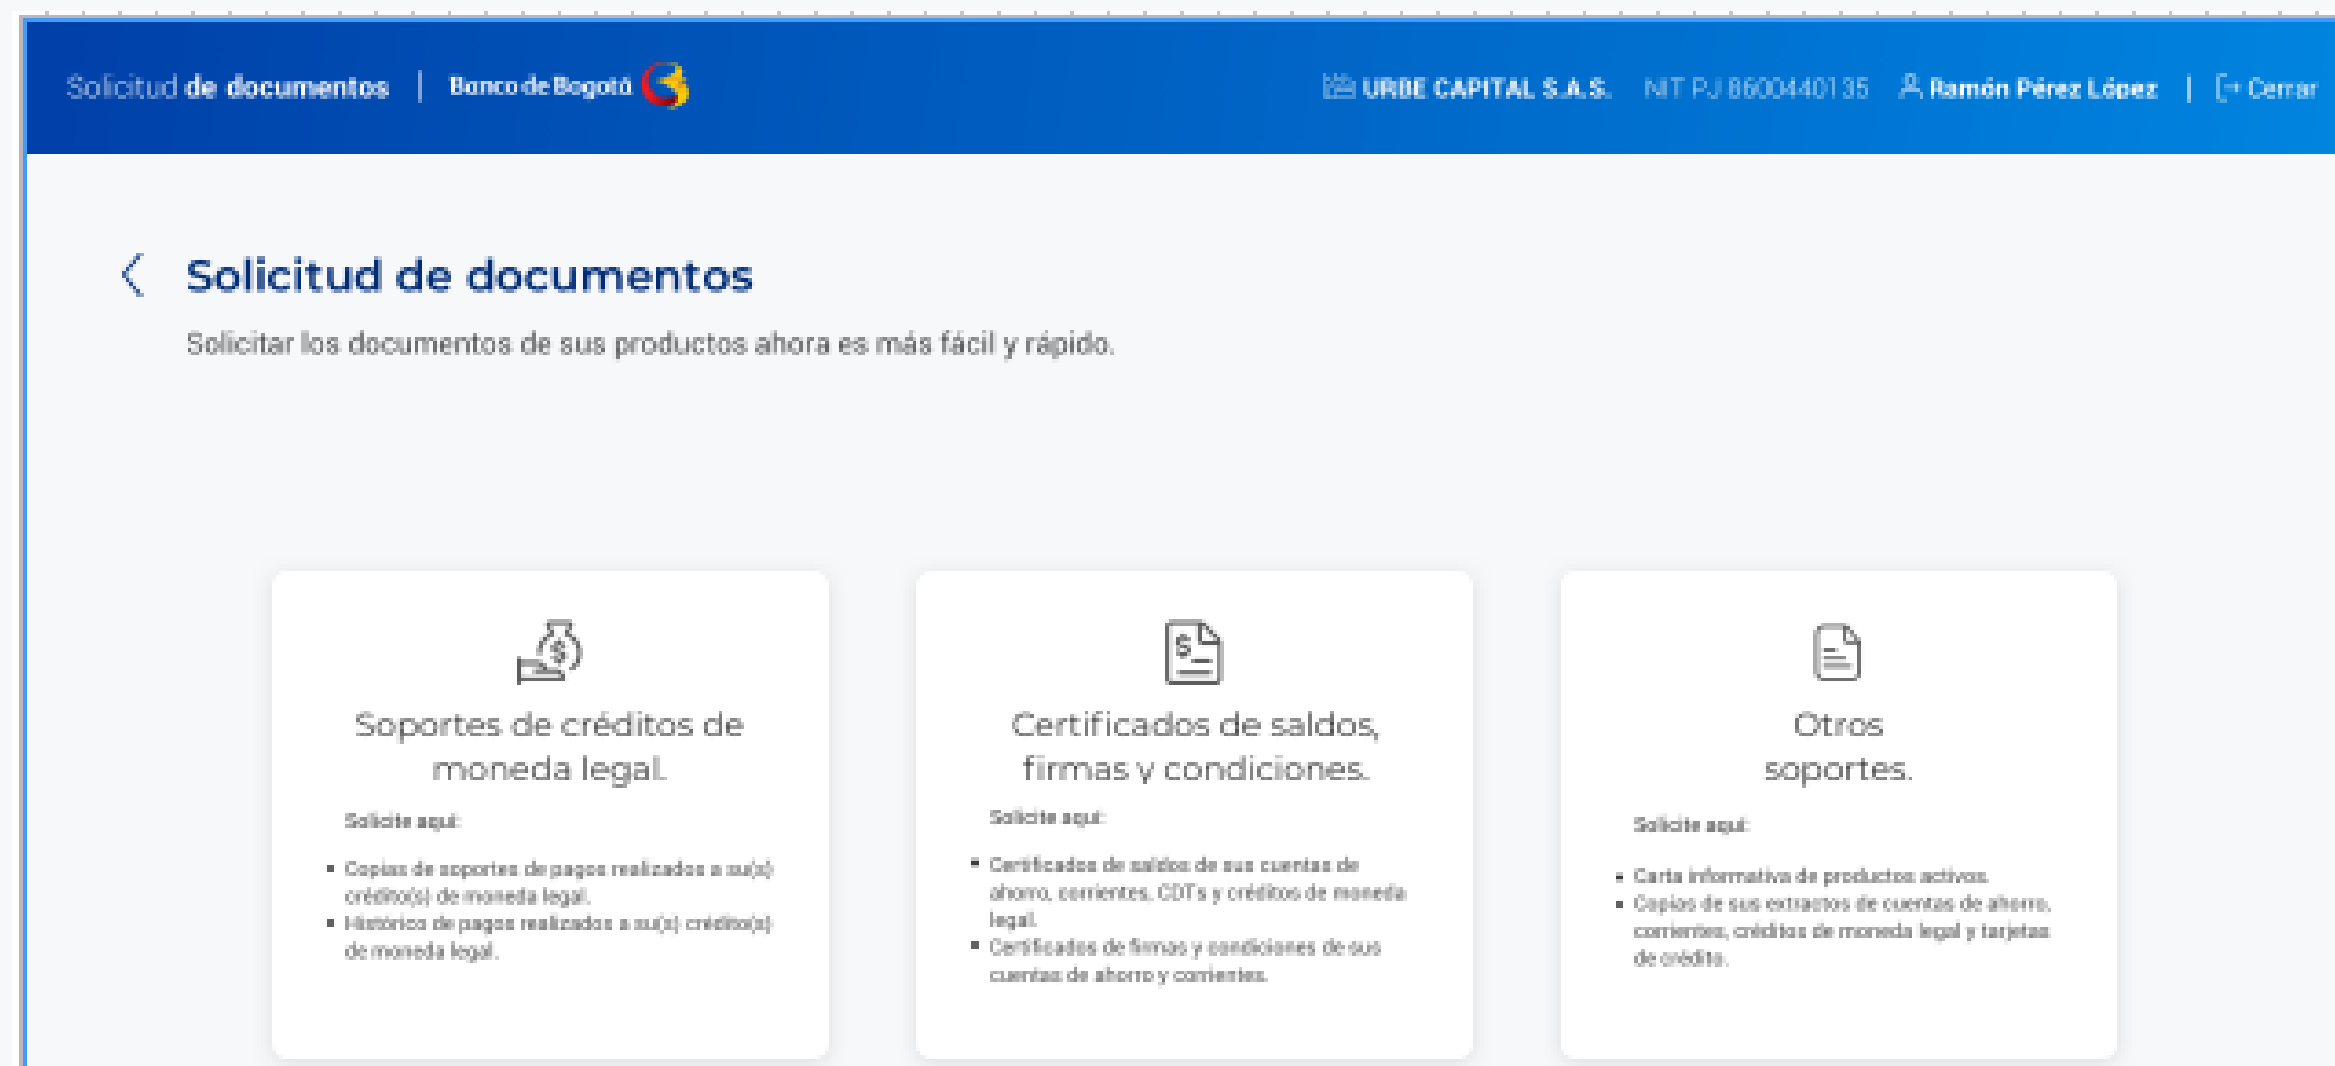 Solicitud de documentos | Banco de Bogotá
URBE CAPITAL S.A.S. NIT PJ 8600440135 Ramón Pérez López | Cerrar
Solicitud de documentos
Solicitar los documentos de sus productos ahora es más fácil y rápido.
Soportes de créditos de
moneda legal.
Solicite aquí:
▪ Copias de soportes de pagos realizados a su(s)
crédito(s) de moneda legal.
▪ Histórico de pagos realizados a su(s) crédito(s)
de moneda legal.
Certificados de saldos,
firmas y condiciones.
Solicite aquí:
▪ Certificados de saldos de sus cuentas de
ahorro, corrientes, CDTs y créditos de moneda
legal.
▪ Certificados de firmas y condiciones de sus
cuentas de ahorro y corrientes.
Otros
soportes.
Solicite aquí:
▪ Carta informativa de productos activos.
▪ Copias de sus extractos de cuentas de ahorro,
corrientes, créditos de moneda legal y tarjetas
de crédito.